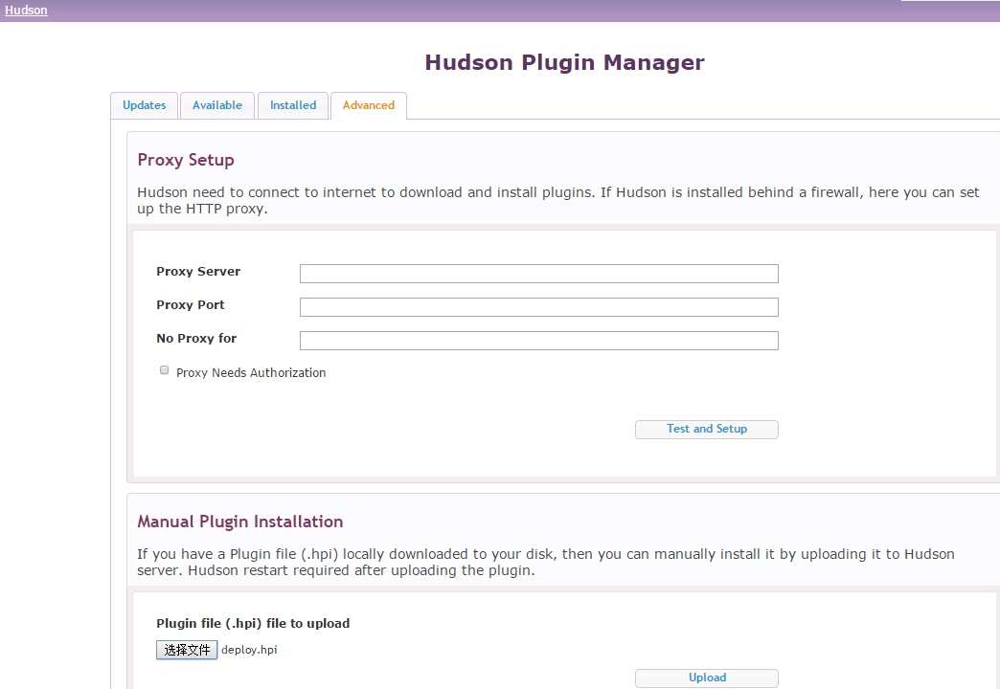 Hudson
Hudson Plugin Manager
Updates
Available
Installed
Advanced
Proxy Setup
Hudson need to connect to internet to download and install plugins. If Hudson is installed behind a firewall, here you can set
up the HTTP proxy.
Proxy Server
Proxy Port
No Proxy for
Proxy Needs Authorization
Test and Setup
Manual Plugin Installation
If you have a Plugin file (.hpi) locally downloaded to your disk, then you can manually install it by uploading it to Hudson
server. Hudson restart required after uploading the plugin.
Plugin file (.hpi) file to upload
选择文件 deploy.hpi
Upload